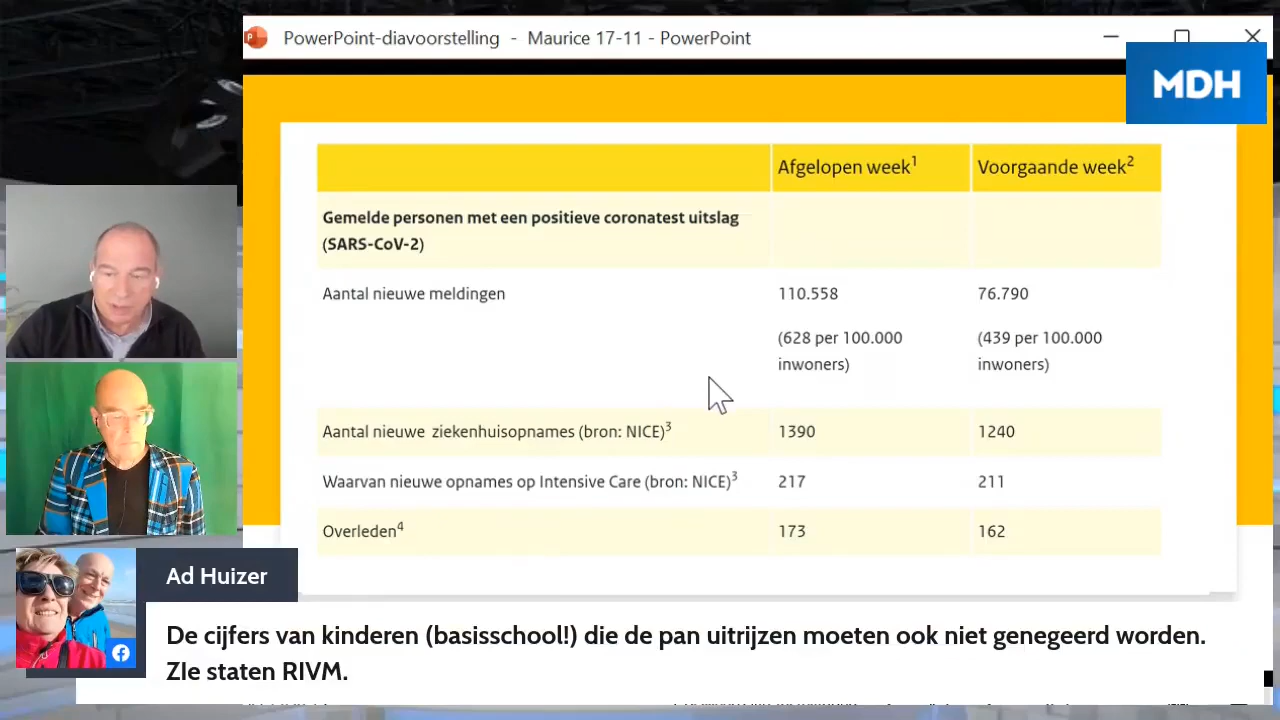 PowerPoint-diavoorstelling - Maurice 17-11 - PowerPoint
MDH
Afgelopen week1 Voorgaande week2
Gemelde personen met een positieve coronatest uitslag
(SARS-CoV-2)
Aantal nieuwe meldingen 110.558 76.790
(628 per 100.000 (439 per 100.000
inwoners) inwoners)
Aantal nieuwe ziekenhuisopnames (bron: NICE)3 1390 1240
Waarvan nieuwe opnames op Intensive Care (bron: NICE)3 217 211
Overleden4 173 162
Ad Huizer
De cijfers van kinderen (basisschool!) die de pan uitrijzen moeten ook niet genegeerd worden.
ZIe staten RIVM.